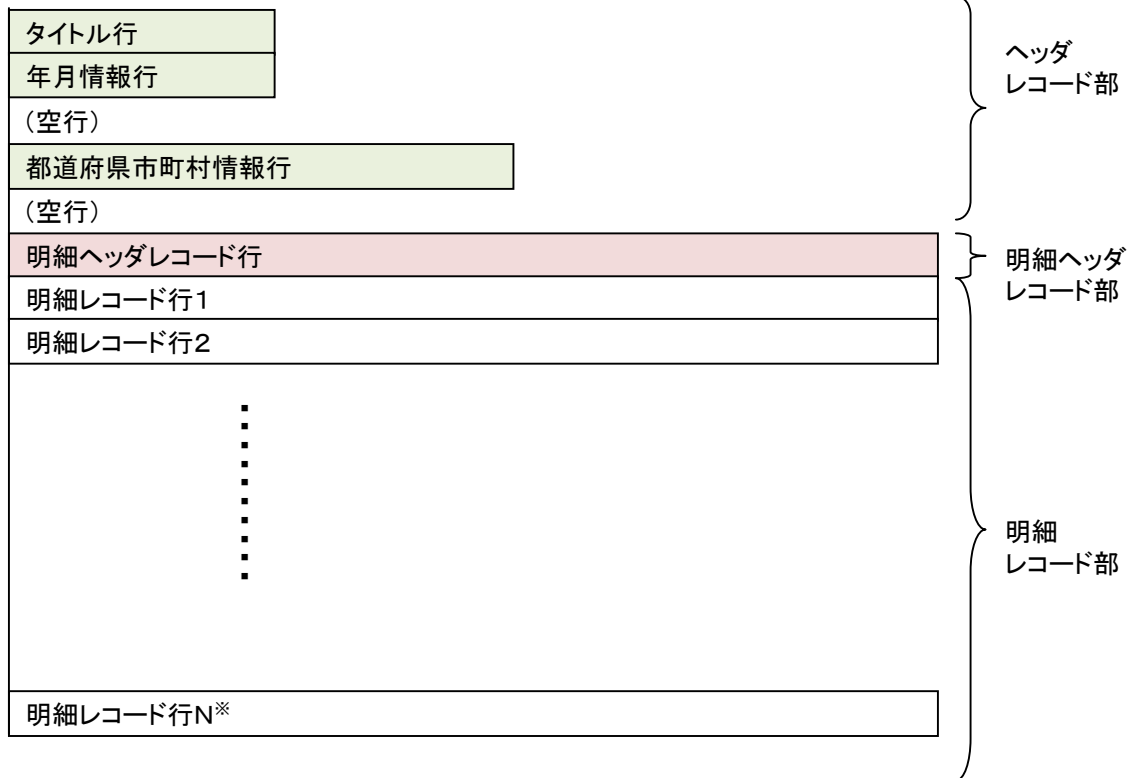 タイトル行
年月情報行
(空行)
都道府県市町村情報行
(空行)
明細ヘッダレコード行
明細レコード行1
明細レコード行2
明細レコード行N※
ヘッダ
レコード部
明細ヘッダ
レコード部
明細
レコード部